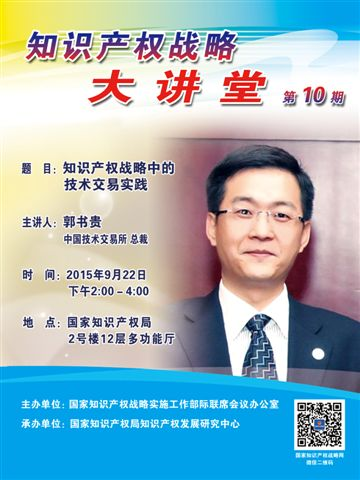 知识产权战略
大讲堂 第10期
题 目：知识产权战略中的
技术交易实践
主讲人：郭书贵
中国技术交易所 总裁
时 间：2015年9月22日
下午2:00－4:00
地 点：国家知识产权局
2号楼12层多功能厅
主办单位：国家知识产权战略实施工作部际联席会议办公室
承办单位：国家知识产权局知识产权发展研究中心
国家知识产权战略网
微信二维码